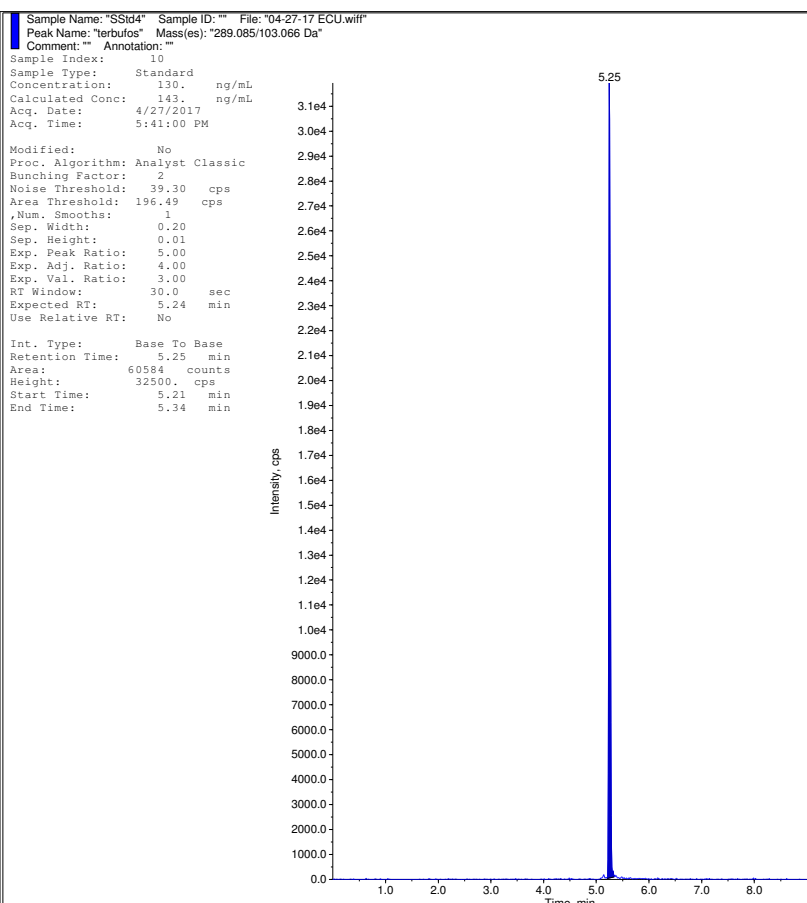 Sample Name: "SStd4" Sample ID: "" File: "04-27-17 ECU.wiff"
Peak Name: "terbufos" Mass(es): "289.085/103.066 Da"
Comment: "" Annotation: ""
Sample Index: 10
Sample Type: Standard
Concentration: 130. ng/mL
Calculated Conc: 143. ng/mL
Acq. Date: 4/27/2017
Acq. Time: 5:41:00 PM
Modified: No
Proc. Algorithm: Analyst Classic
Bunching Factor: 2
Noise Threshold: 39.30 cps
Area Threshold: 196.49 cps
,Num. Smooths: 1
Sep. Width: 0.20
Sep. Height: 0.01
Exp. Peak Ratio: 5.00
Exp. Adj. Ratio: 4.00
Exp. Val. Ratio: 3.00
RT Window: 30.0 sec
Expected RT: 5.24 min
Use Relative RT: No
Int. Type: Base To Base
Retention Time: 5.25 min
Area: 60584 counts
Height: 32500. cps
Start Time: 5.21 min
End Time: 5.34 min
5.25
3.1e4
3.0e4
2.9e4
2.8e4
2.7e4
2.6e4
2.5e4
2.4e4
2.3e4
2.2e4
2.1e4
2.0e4
1.9e4
1.8e4
1.7e4
1.6e4
1.5e4
1.4e4
1.3e4
1.2e4
1.1e4
1.0e4
9000.0
8000.0
7000.0
6000.0
5000.0
4000.0
3000.0
2000.0
1000.0
0.0
Intensity, cps
1.0 2.0 3.0 4.0 5.0 6.0 7.0 8.0
Time, min